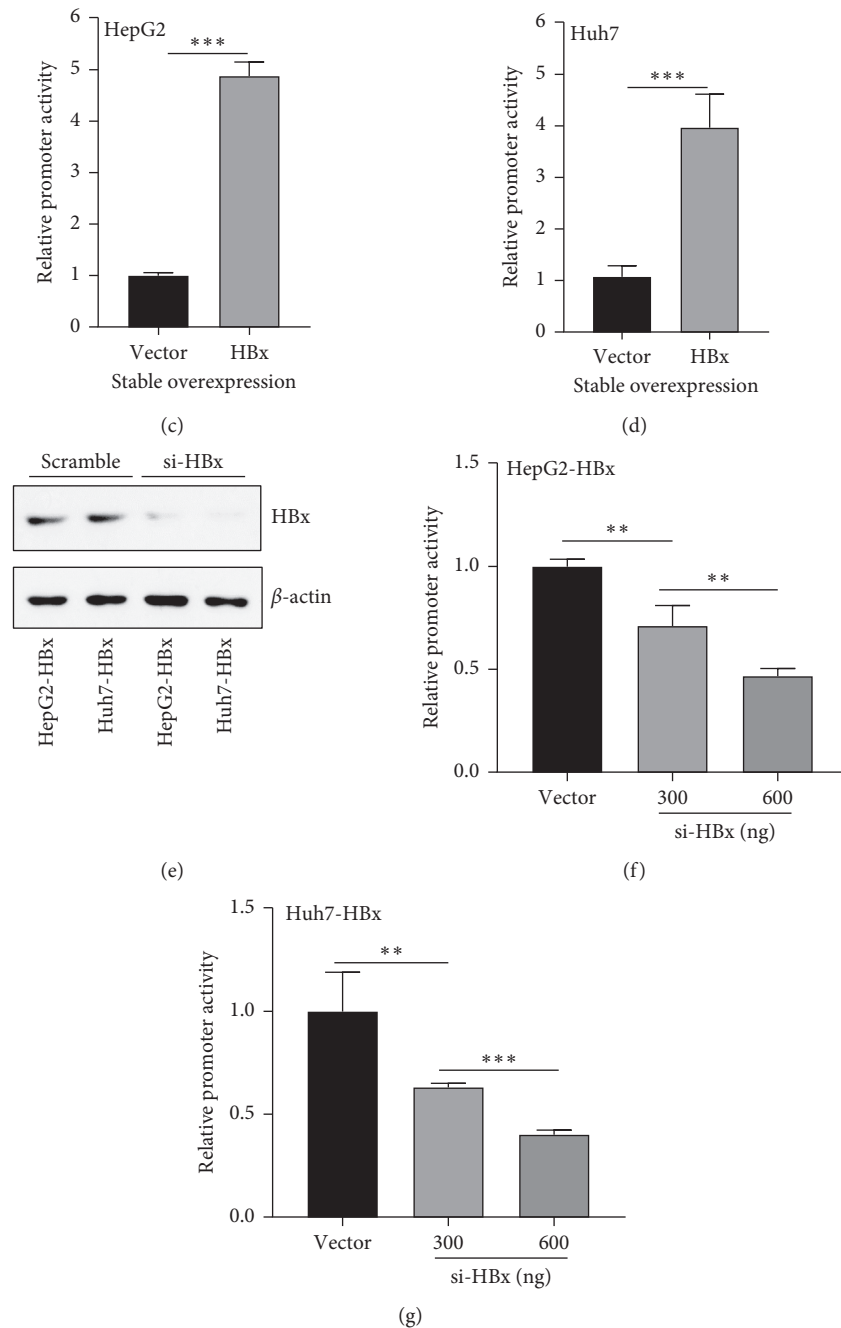 HepG2
***
Relative promoter activity
6
5
4
3
2
1
0
Vector HBx
Stable overexpression
(c)
Huh7
***
Relative promoter activity
6
5
4
3
2
1
0
Vector HBx
Stable overexpression
(d)
Scramble si-HBx
HBx
β-actin
HepG2-HBx
Huh7-HBx
HepG2-HBx
Huh7-HBx
(e)
HepG2-HBx
**
**
Relative promoter activity
1.5
1.0
0.5
0.0
Vector 300 600
si-HBx (ng)
(f)
Huh7-HBx
**
***
Relative promoter activity
1.5
1.0
0.5
0.0
Vector 300 600
si-HBx (ng)
(g)